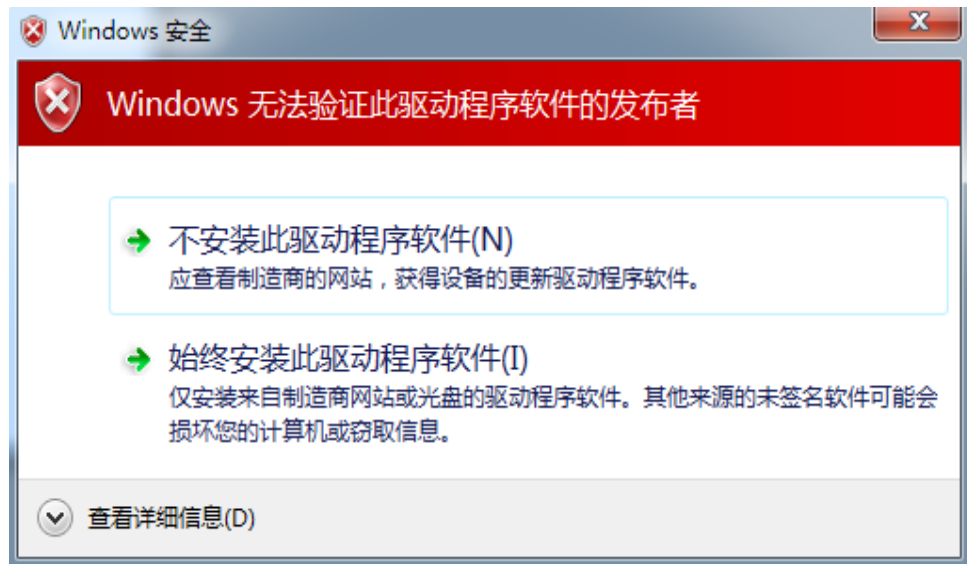 Windows 安全
Windows 无法验证此驱动程序软件的发布者
不安装此驱动程序软件(N)
应查看制造商的网站，获得设备的更新驱动程序软件。
始终安装此驱动程序软件(I)
仅安装来自制造商网站或光盘的驱动程序软件。其他来源的未签名软件可能会
损坏您的计算机或窃取信息。
查看详细信息(D)